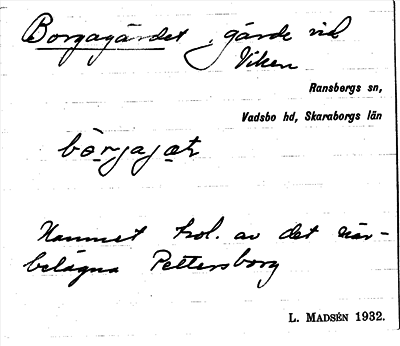 Borgagärdet, gärde vid
Viken
Ransbergs sn,
Vadsbo hd, Skaraborgs län
bòrjajæt
Namnet trol. av det när-
belägna Pettersborg
L. MADSÉN 1932.